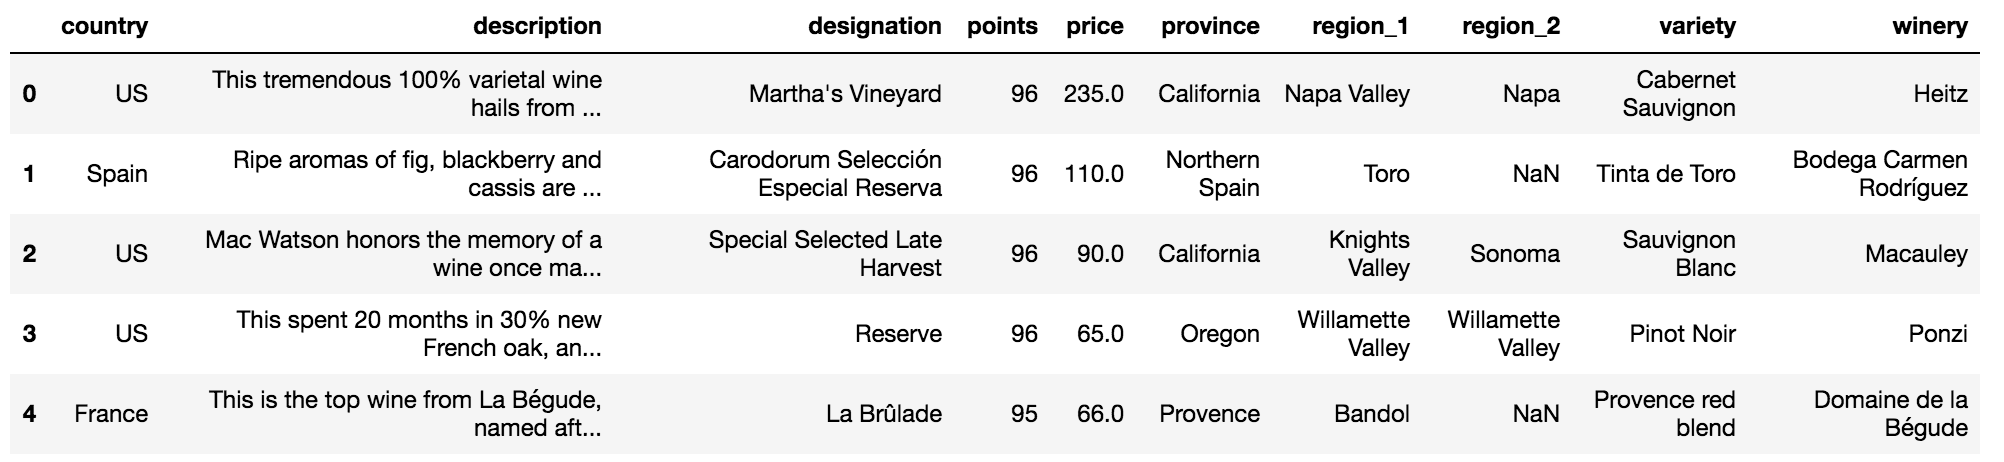 country description designation points price province region_1 region_2 variety winery
0 US This tremendous 100% varietal wine hails from ... Martha's Vineyard 96 235.0 California Napa Valley Napa Cabernet Sauvignon Heitz
1 Spain Ripe aromas of fig, blackberry and cassis are ... Carodorum Selección Especial Reserva 96 110.0 Northern Spain Toro NaN Tinta de Toro Bodega Carmen Rodríguez
2 US Mac Watson honors the memory of a wine once ma... Special Selected Late Harvest 96 90.0 California Knights Valley Sonoma Sauvignon Blanc Macauley
3 US This spent 20 months in 30% new French oak, an... Reserve 96 65.0 Oregon Willamette Valley Willamette Valley Pinot Noir Ponzi
4 France This is the top wine from La Bégude, named aft... La Brûlade 95 66.0 Provence Bandol NaN Provence red blend Domaine de la Bégude